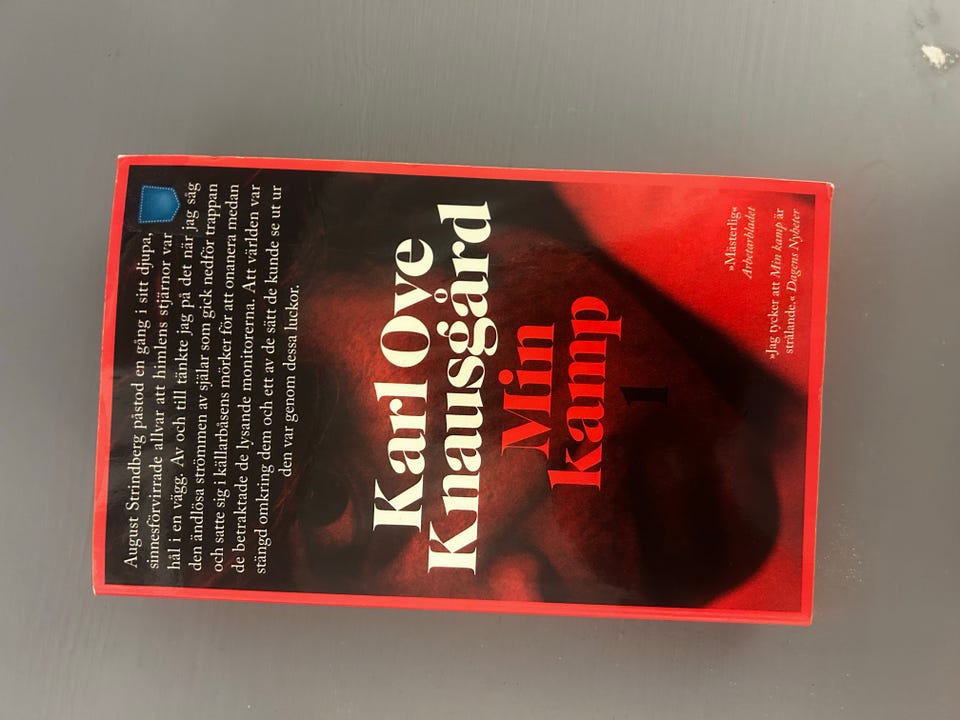 August Strindberg påstod en gång i sitt djupa,
sinnesförvirrade allvar att himlens stjärnor var
hål i en vägg. Av och till tänkte jag på det när jag såg
den ändlösa strömmen av själar som gick nedför trappan
och satte sig i källarbåsens mörker för att onanera medan
de betraktade de lysande monitorerna. Att världen var
stängd omkring dem och ett av de sätt de kunde se ut ur
den var genom dessa luckor.
Karl Ove
Knausgård
Min
kamp
1
»Mästerlig«
Arbetarbladet
»Jag tycker att Min kamp är
strålande.« Dagens Nyheter